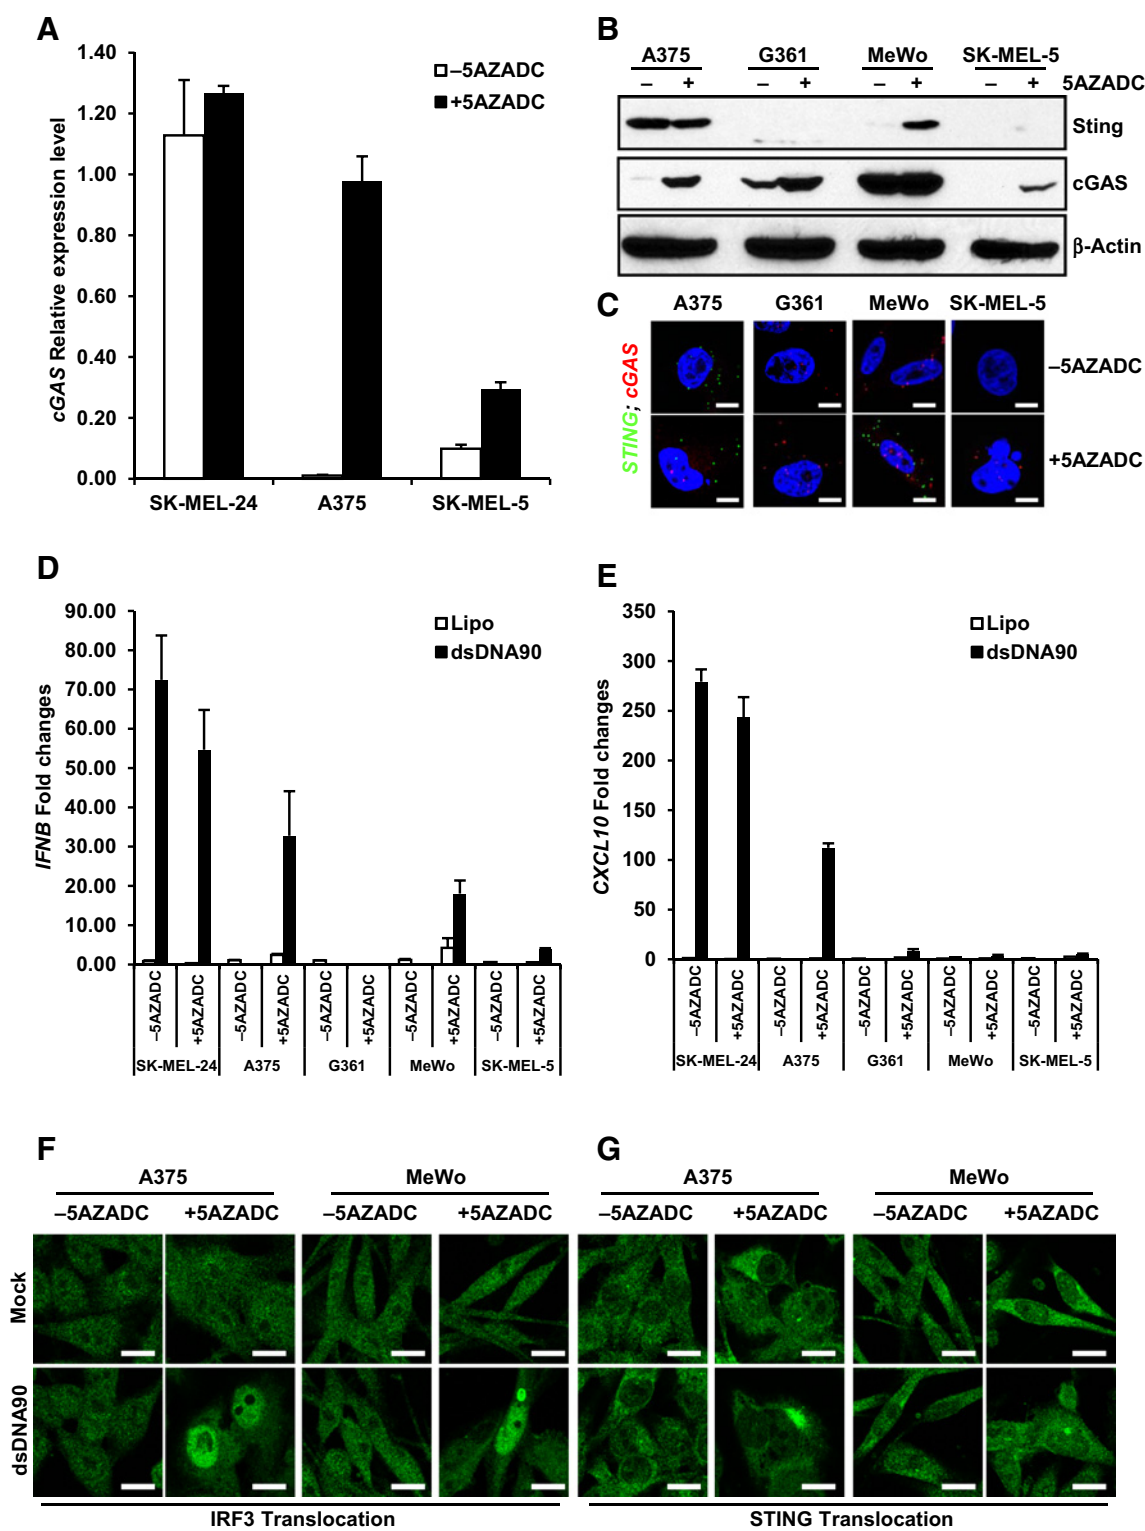 A
1.40
1.20
1.00
0.80
0.60
0.40
0.20
0.00
cGAS Relative expression level
–5AZADC
+5AZADC
SK-MEL-24 A375 SK-MEL-5
B
A375 G361 MeWo SK-MEL-5
– + – + – + – + 5AZADC
Sting
cGAS
β-Actin
C
A375 G361 MeWo SK-MEL-5
STING; cGAS
–5AZADC
+5AZADC
D
90.00
80.00
70.00
60.00
50.00
40.00
30.00
20.00
10.00
0.00
IFNB Fold changes
Lipo
dsDNA90
–5AZADC +5AZADC –5AZADC +5AZADC –5AZADC +5AZADC –5AZADC +5AZADC –5AZADC +5AZADC
SK-MEL-24 A375 G361 MeWo SK-MEL-5
E
350
300
250
200
150
100
50
0
CXCL10 Fold changes
Lipo
dsDNA90
–5AZADC +5AZADC –5AZADC +5AZADC –5AZADC +5AZADC –5AZADC +5AZADC –5AZADC +5AZADC
SK-MEL-24 A375 G361 MeWo SK-MEL-5
F
A375 MeWo
–5AZADC +5AZADC –5AZADC +5AZADC
Mock
dsDNA90
IRF3 Translocation
G
A375 MeWo
–5AZADC +5AZADC –5AZADC +5AZADC
STING Translocation